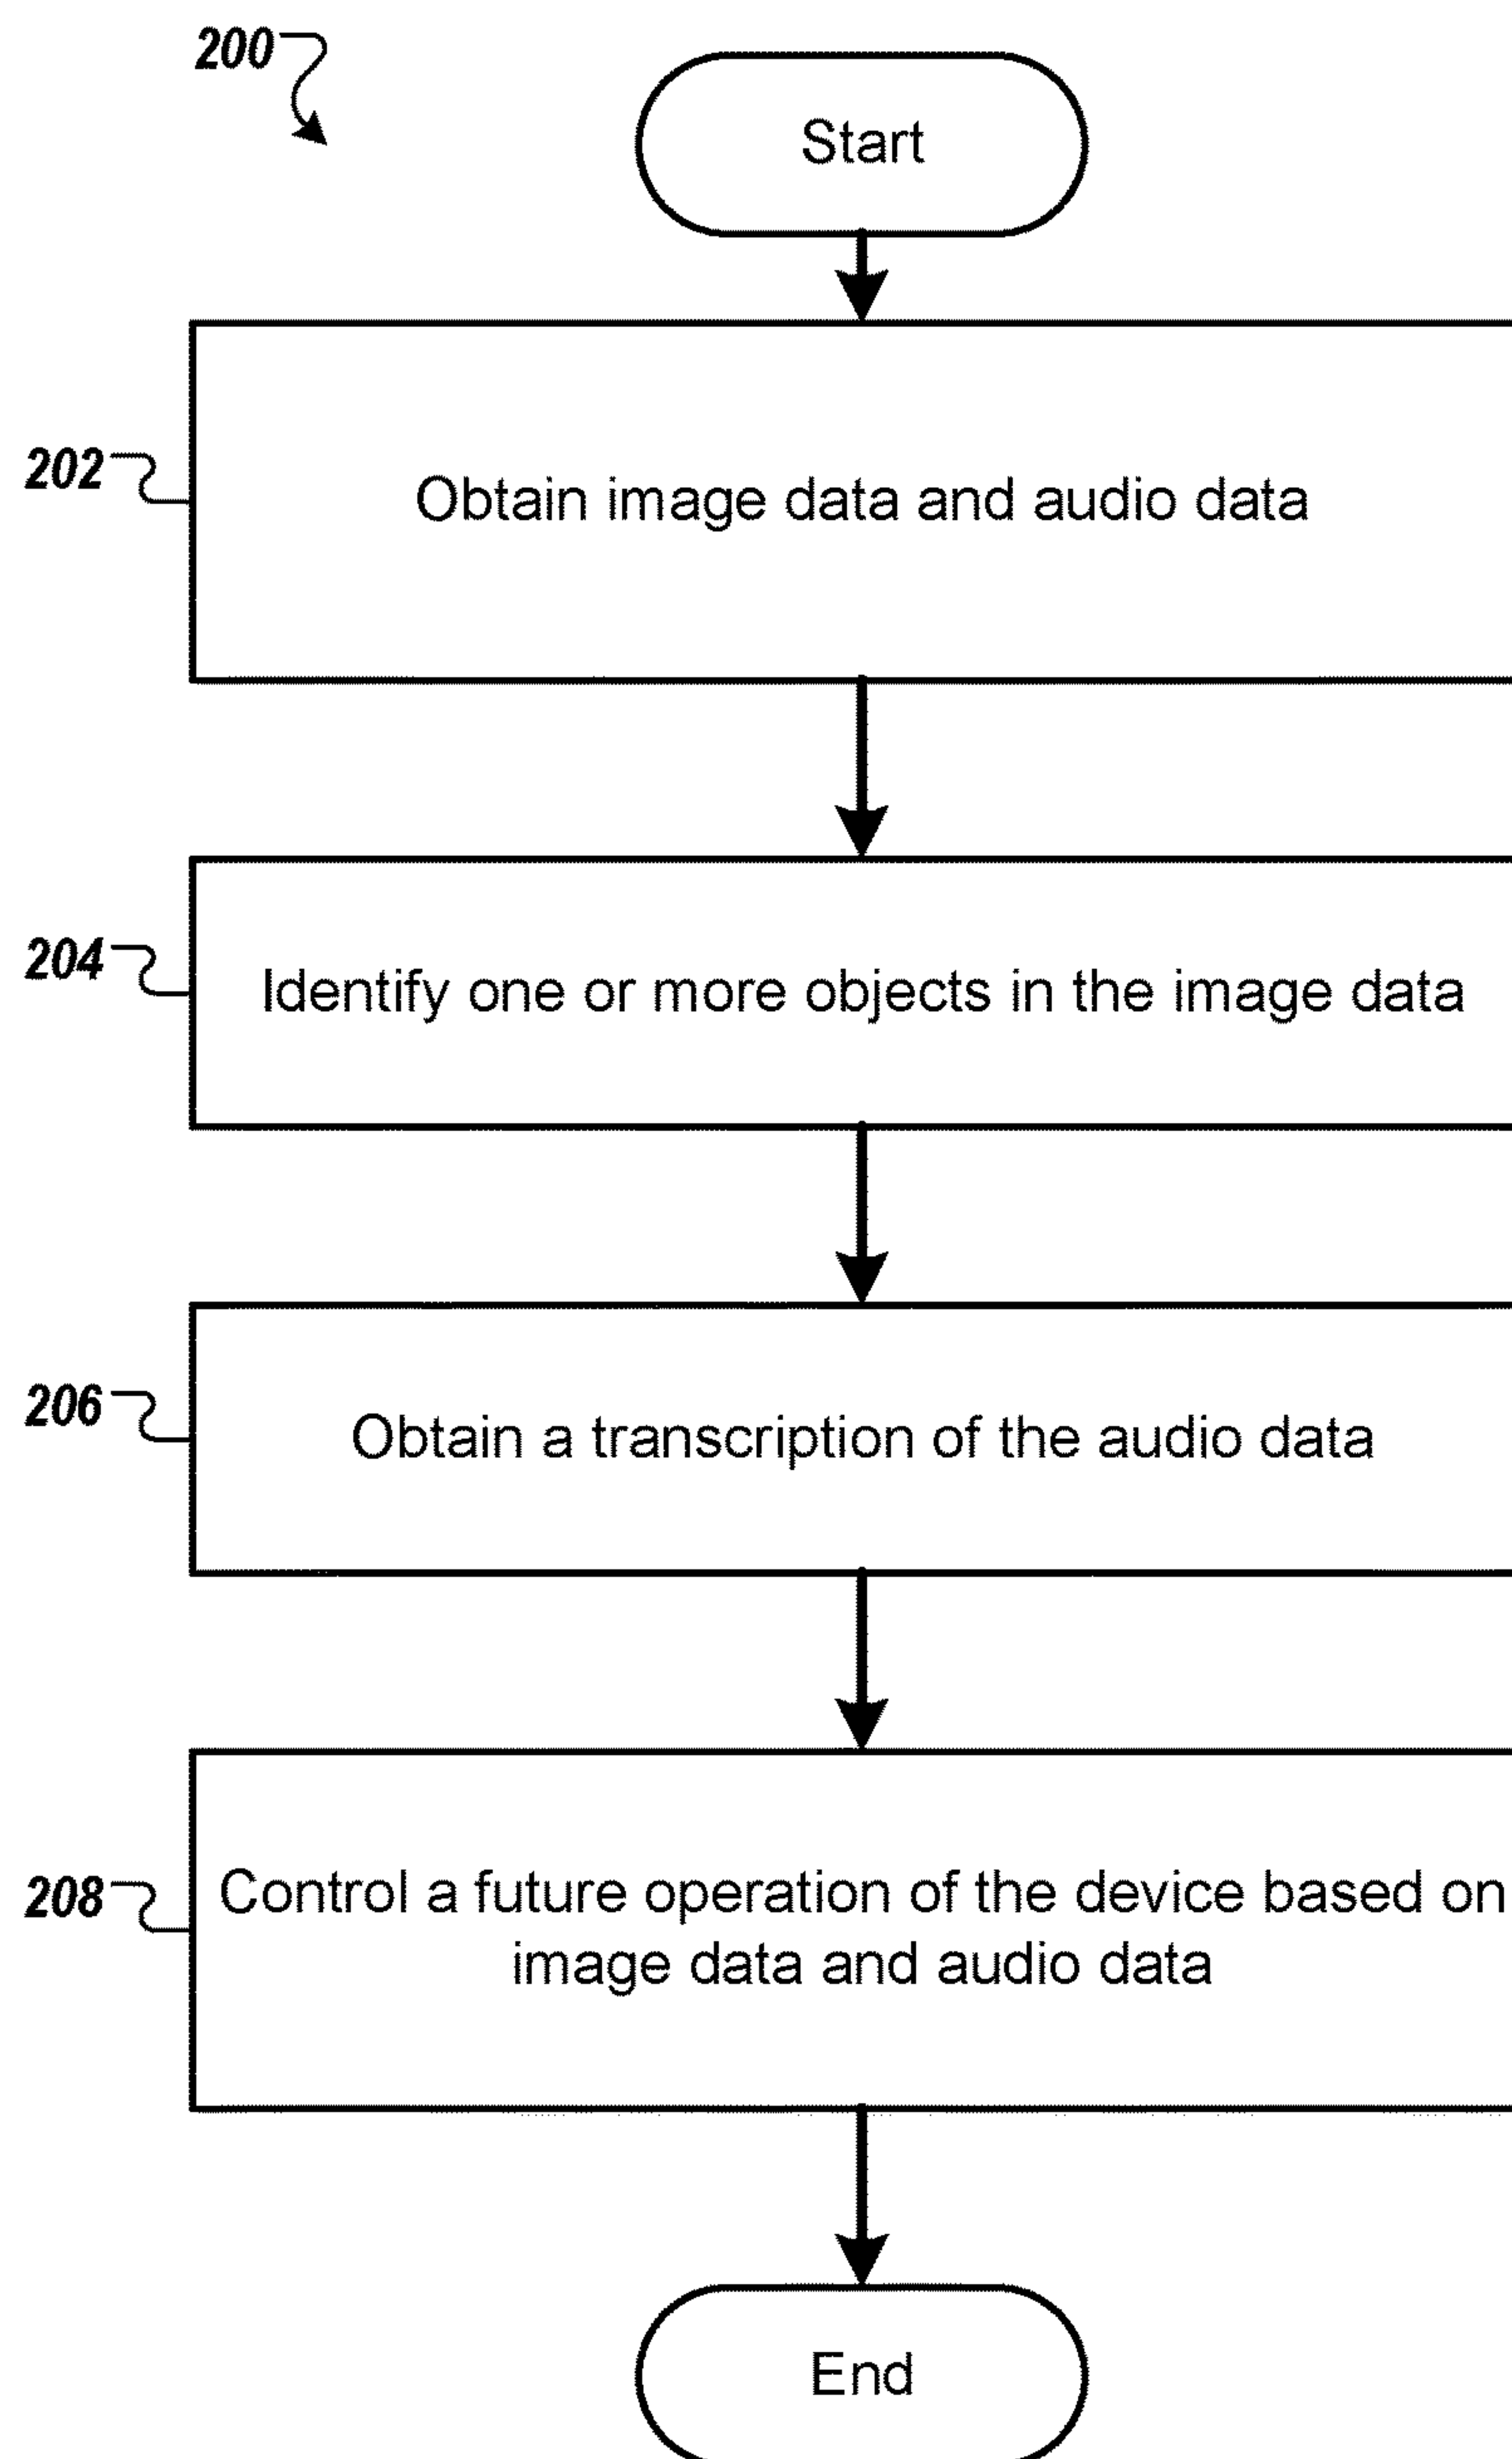 200
Start
202
Obtain image data and audio data
204
Identify one or more objects in the image data
206
Obtain a transcription of the audio data
208
Control a future operation of the device based on
image data and audio data
End